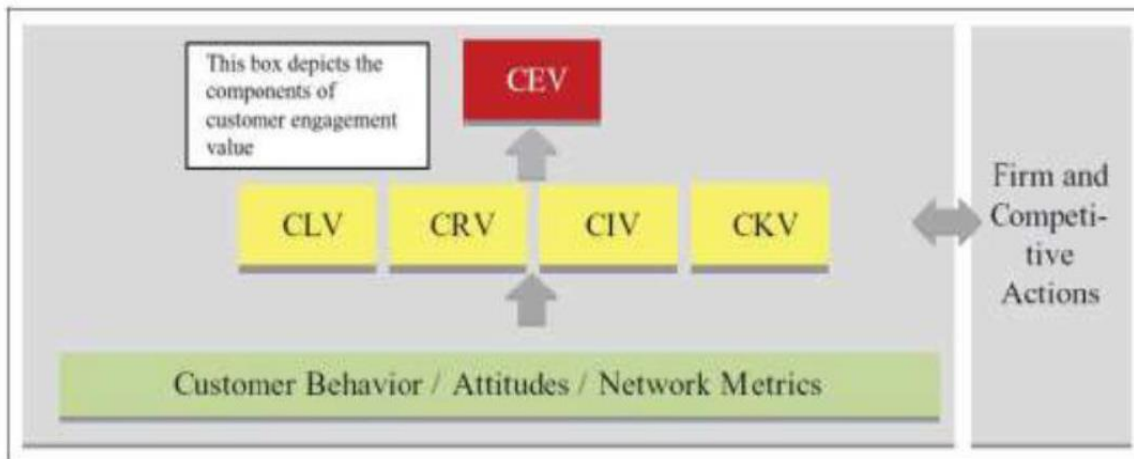 This box depicts the
components of
customer engagement
value
CEV
CLV
CRV
CIV
CKV
Customer Behavior / Attitudes / Network Metrics
Firm and
Competi-
tive
Actions